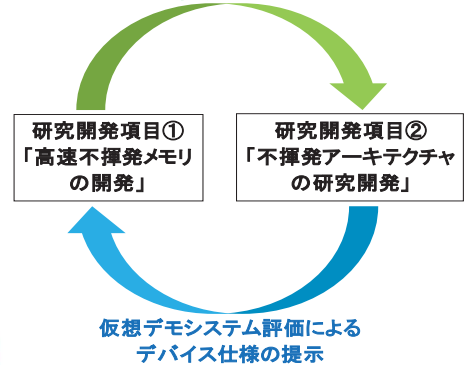 研究開発項目①
「高速不揮発メモリ
の開発」
研究開発項目②
「不揮発アーキテクチャ
の研究開発」
仮想デモシステム評価による
デバイス仕様の提示